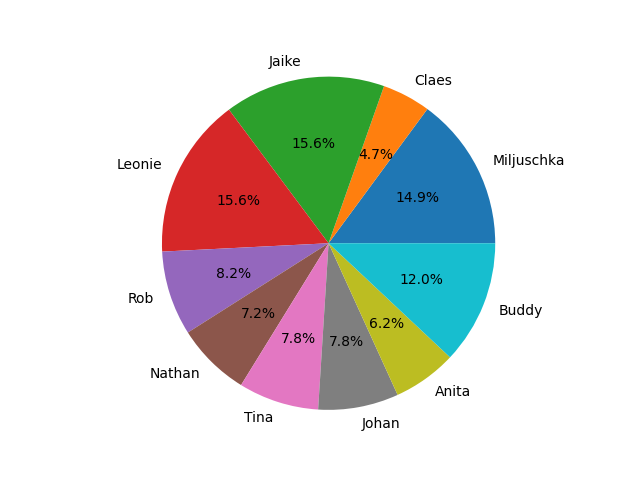 Jaike
Claes
15.6%
4.7%
Miljuschka
Leonie
14.9%
15.6%
8.2%
12.0%
Rob
7.2%
6.2%
Buddy
7.8%
7.8%
Nathan
Anita
Tina
Johan